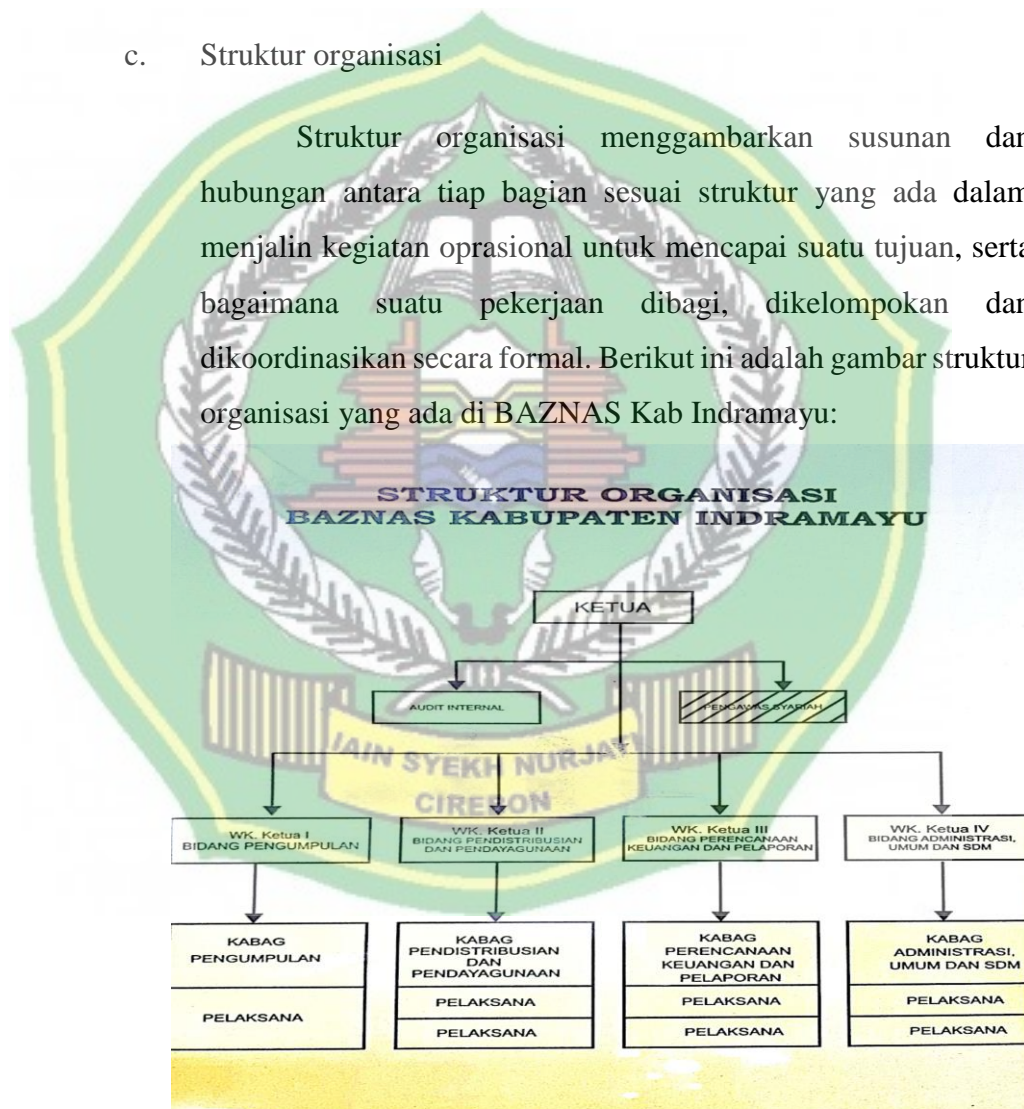 c. Struktur organisasi
Struktur organisasi menggambarkan susunan dan
hubungan antara tiap bagian sesuai struktur yang ada dalam
menjalin kegiatan oprasional untuk mencapai suatu tujuan, serta
bagaimana suatu pekerjaan dibagi, dikelompokan dan
dikoordinasikan secara formal. Berikut ini adalah gambar struktur
organisasi yang ada di BAZNAS Kab Indramayu:
STRUKTUR ORGANISASI
BAZNAS KABUPATEN INDRAMAYU
KETUA
AUDIT INTERNAL
PENGAWAS SYARIAH
IAIN SYEKH NURJATI
CIREBON
WK. Ketua I
BIDANG PENGUMPULAN
WK. Ketua II
BIDANG PENDISTRIBUSIAN
DAN PENDAYAGUNAAN
WK. Ketua III
BIDANG PERENCANAAN
KEUANGAN DAN PELAPORAN
WK. Ketua IV
BIDANG ADMINISTRASI,
UMUM DAN SDM
KABAG
PENGUMPULAN
PELAKSANA
KABAG
PENDISTRIBUSIAN
DAN
PENDAYAGUNAAN
PELAKSANA
PELAKSANA
KABAG
PERENCANAAN
KEUANGAN DAN
PELAPORAN
PELAKSANA
PELAKSANA
KABAG
ADMINISTRASI,
UMUM DAN SDM
PELAKSANA
PELAKSANA